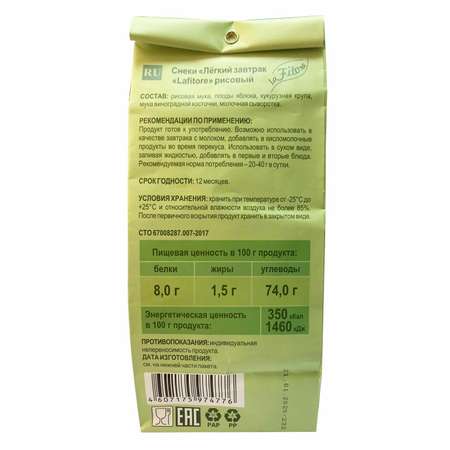 RU
Снеки «Лёгкий завтрак
«Lafitore» рисовый
La Fitore
СОСТАВ: рисовая мука, плоды яблока, кукурузная крупа,
мука виноградной косточки, молочная сыворотка.
РЕКОМЕНДАЦИИ ПО ПРИМЕНЕНИЮ:
Продукт готов к употреблению. Возможно использовать в
качестве завтрака с молоком, добавлять в кисломолочные
продукты во время перекуса. Использовать в сухом виде,
заливая жидкостью, добавлять в первые и вторые блюда.
Рекомендуемая норма потребления – 20-40 г в сутки.
СРОК ГОДНОСТИ: 12 месяцев.
УСЛОВИЯ ХРАНЕНИЯ: хранить при температуре от -25°С до
+25°С и относительной влажности воздуха не более 85%.
После первичного вскрытия продукт хранить в закрытом виде.
СТО 67008287.007-2017
Пищевая ценность в 100 г продукта:
белки жиры углеводы
8,0 г 1,5 г 74,0 г
Энергетическая ценность
в 100 г продукта:
350 кКал
1460 кДж
ПРОТИВОПОКАЗАНИЯ: индивидуальная
непереносимость продукта.
ДАТА ИЗГОТОВЛЕНИЯ:
см. на нижней части пакета.
4607173974776
EAC
PAP PP